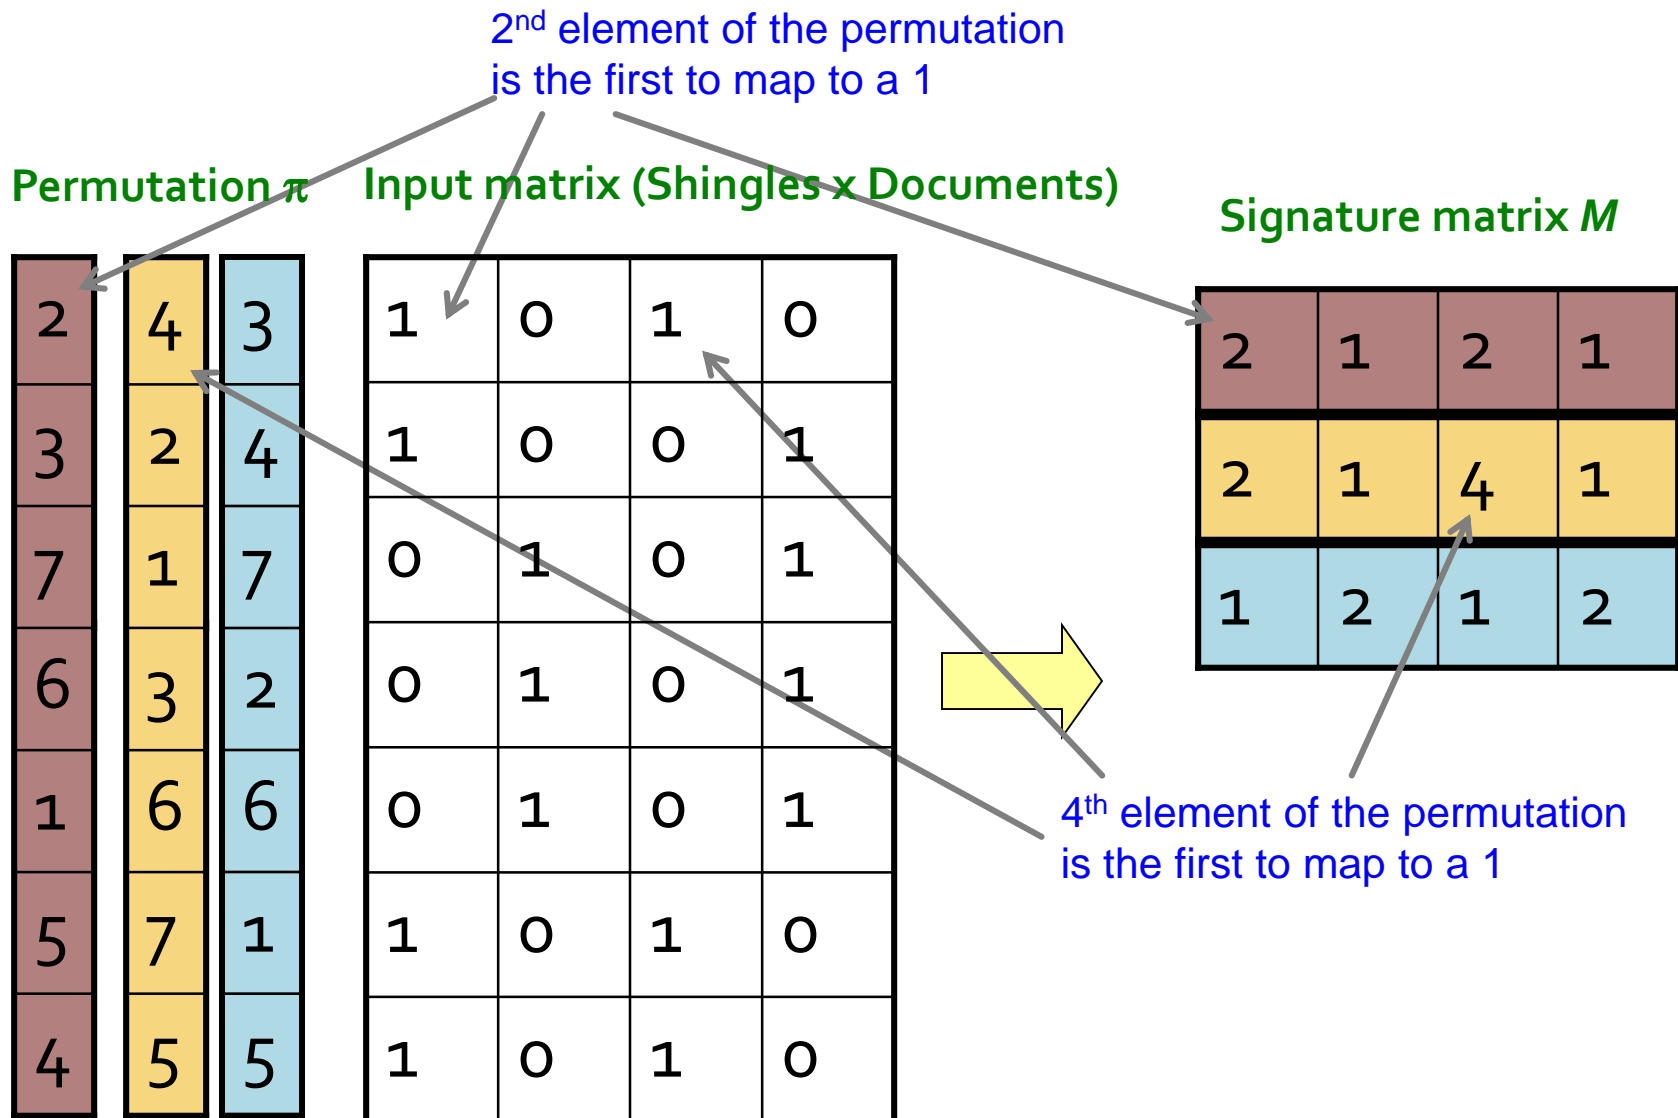 2nd element of the permutation
is the first to map to a 1
Permutation π
Input matrix (Shingles x Documents)
Signature matrix M
2 4 3 1 0 1 0
3 2 4 1 0 0 1
7 1 7 0 1 0 1
6 3 2 0 1 0 1
1 6 6 0 1 0 1
5 7 1 1 0 1 0
4 5 5 1 0 1 0
2 1 2 1
2 1 4 1
1 2 1 2
4th element of the permutation
is the first to map to a 1